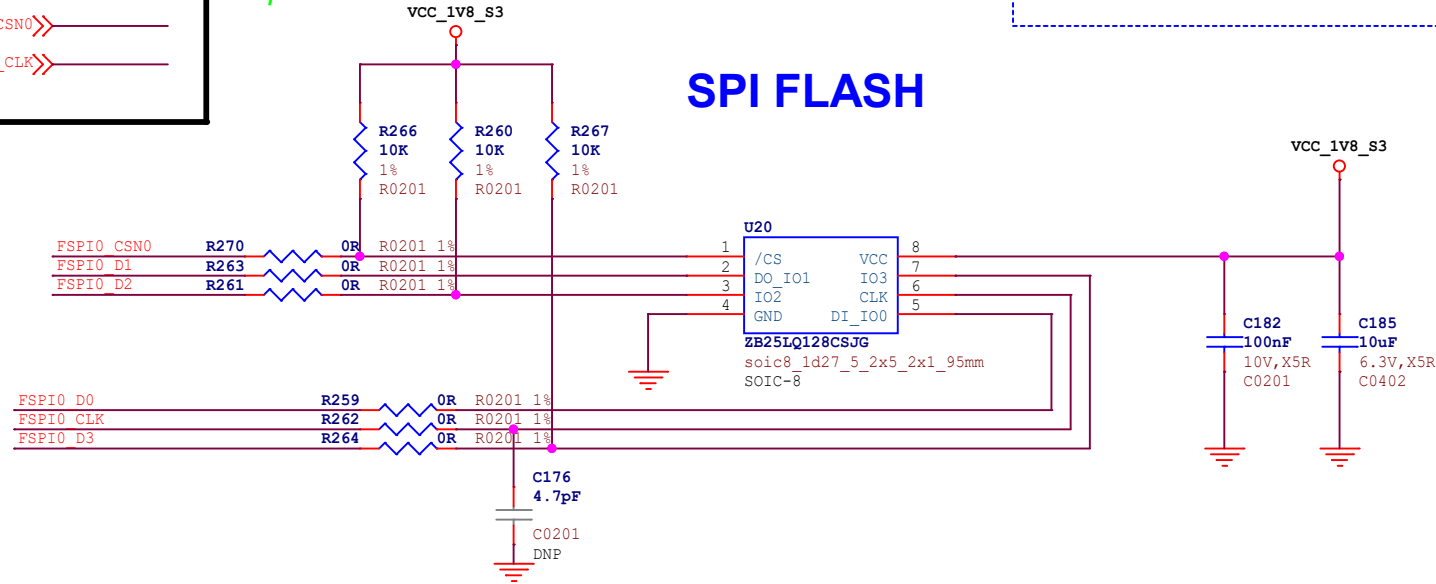 CSN0
_CLK
VCC_1V8_S3
SPI FLASH
R266
10K
1%
R0201
R260
10K
1%
R0201
R267
10K
1%
R0201
VCC_1V8_S3
FSPI0_CSN0 R270 0R R0201 1%
FSPI0_D1 R263 0R R0201 1%
FSPI0_D2 R261 0R R0201 1%
U20
1 /CS VCC 8
2 DO_IO1 IO3 7
3 IO2 CLK 6
4 GND DI_IO0 5
ZB25LQ128CSJG
soic8_1d27_5_2x5_2x1_95mm
SOIC-8
C182
100nF
10V,X5R
C0201
C185
10uF
6.3V,X5R
C0402
FSPI0_D0 R259 0R R0201 1%
FSPI0_CLK R262 0R R0201 1%
FSPI0_D3 R264 0R R0201 1%
C176
4.7pF
C0201
DNP